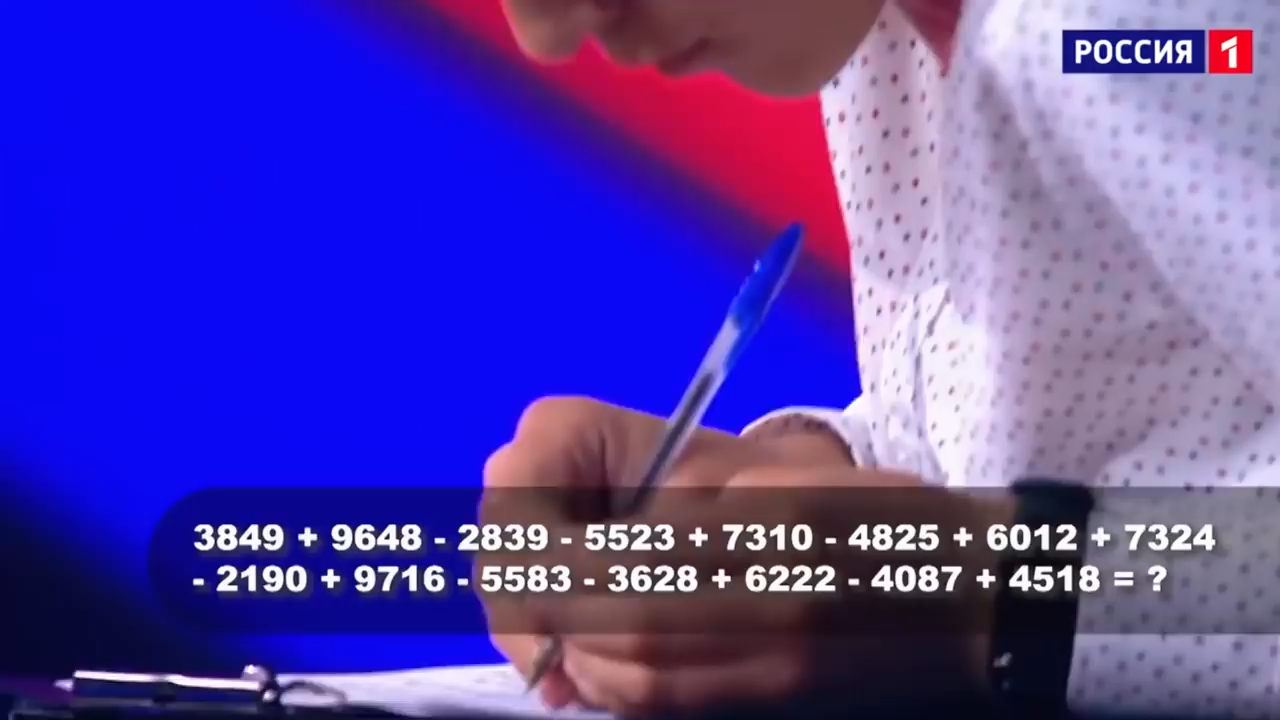 РОССИЯ 1
3849 + 9648 - 2839 - 5523 + 7310 - 4825 + 6012 + 7324
- 2190 + 9716 - 5583 - 3628 + 6222 - 4087 + 4518 = ?